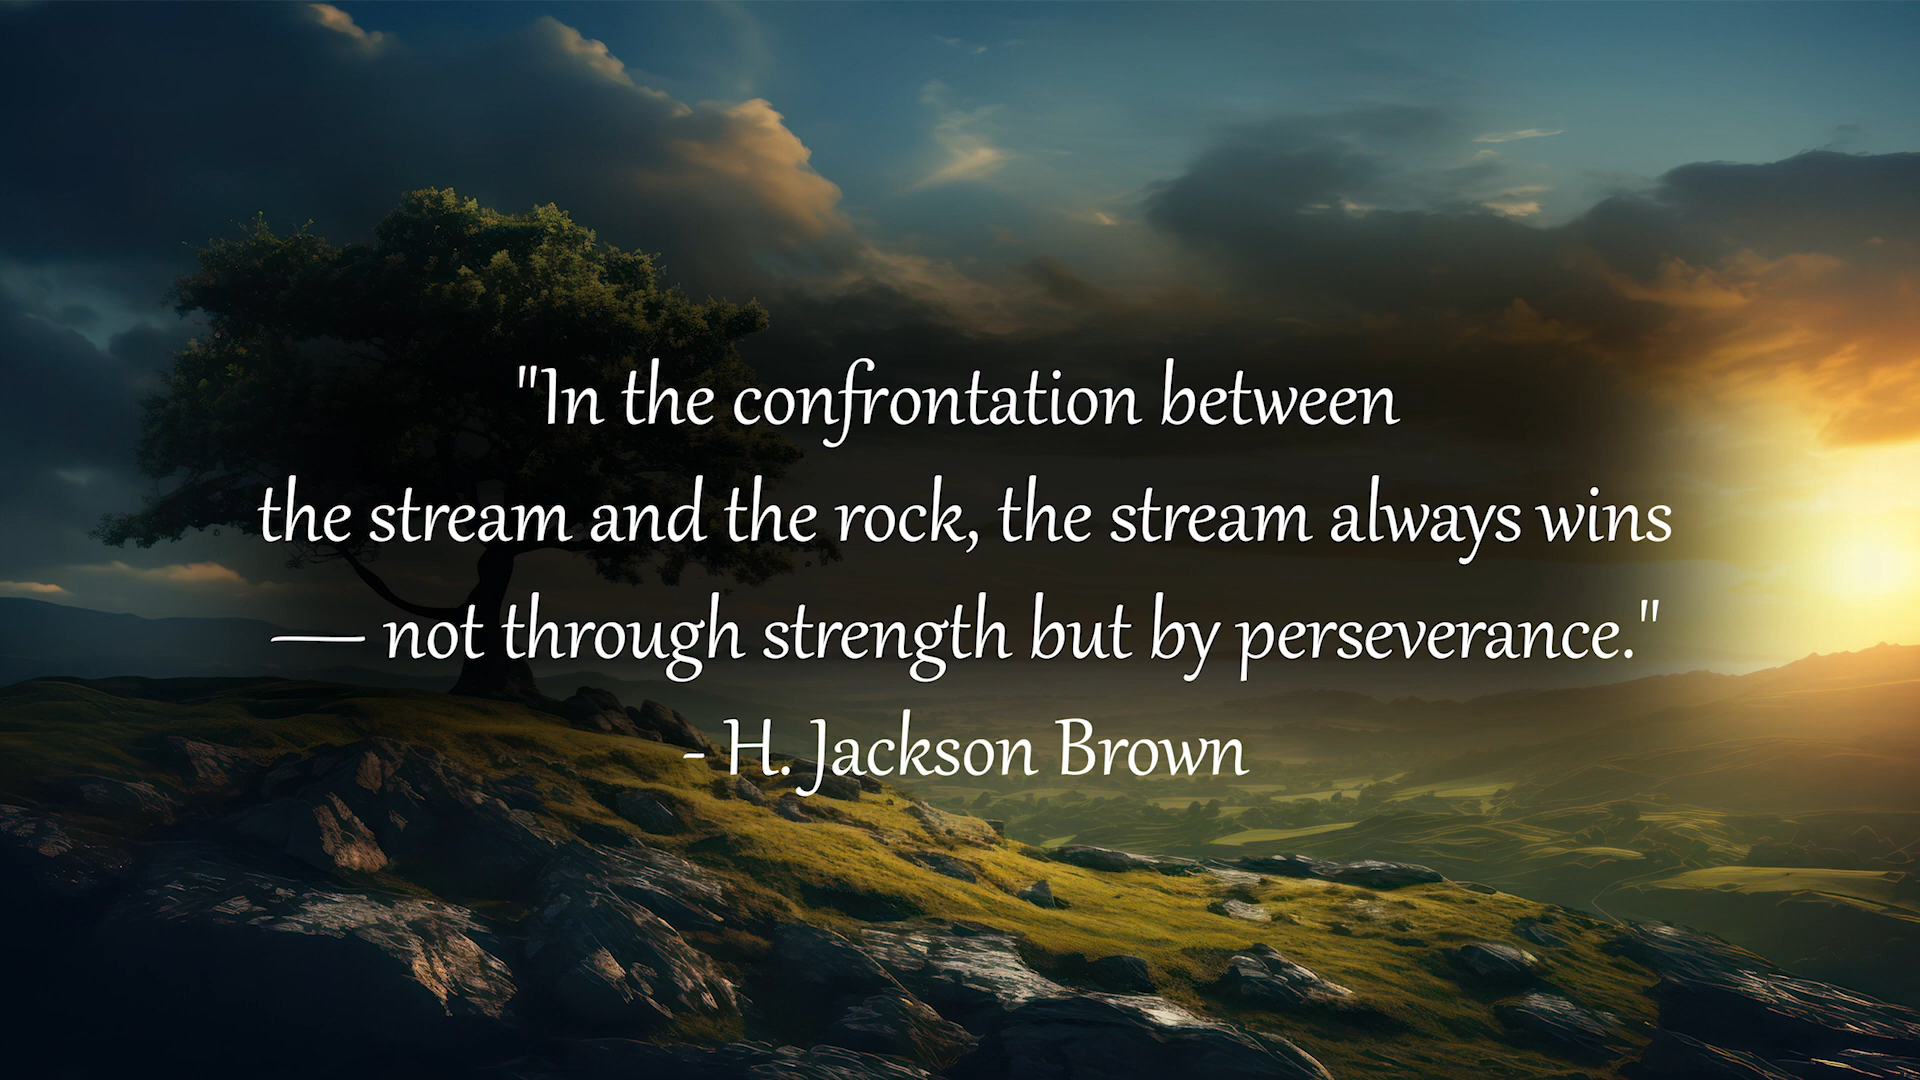 "In the confrontation between
the stream and the rock, the stream always wins
— not through strength but by perseverance."
- H. Jackson Brown